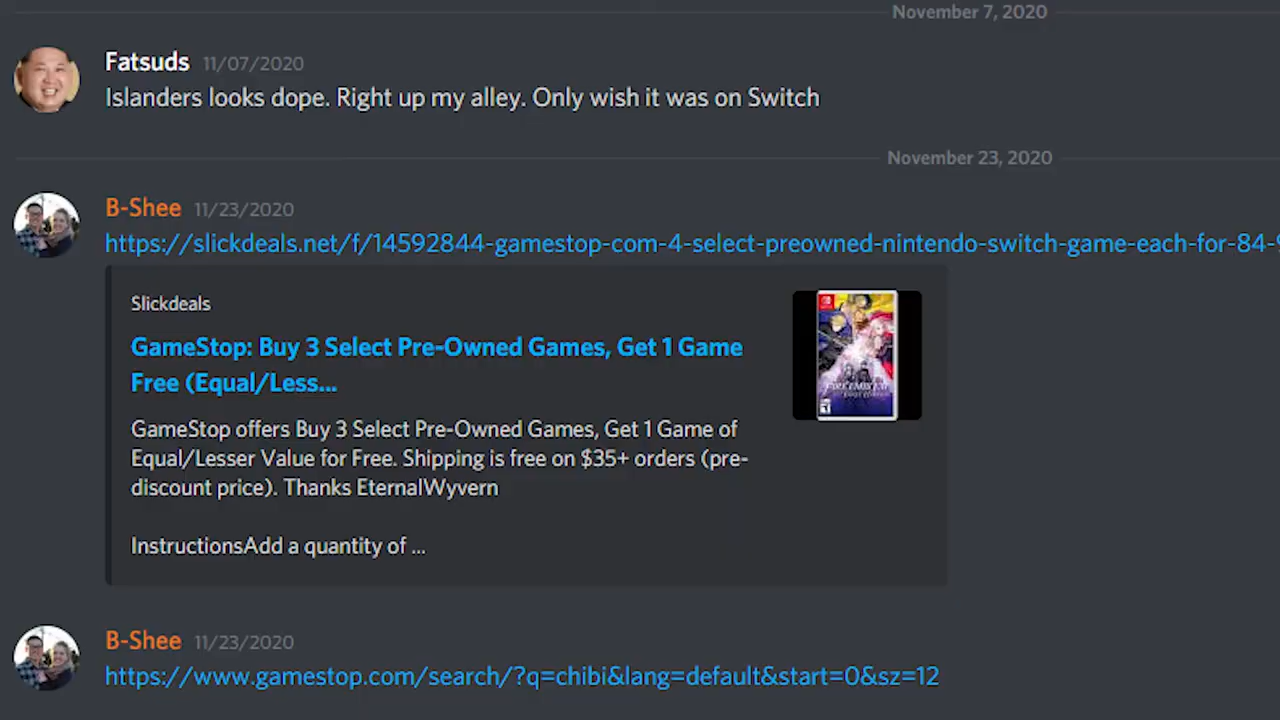 November 7, 2020
Fatsuds 11/07/2020
Islanders looks dope. Right up my alley. Only wish it was on Switch
November 23, 2020
B-Shee 11/23/2020
https://slickdeals.net/f/14592844-gamestop-com-4-select-preowned-nintendo-switch-game-each-for-84-9
Slickdeals
GameStop: Buy 3 Select Pre-Owned Games, Get 1 Game
Free (Equal/Less...
GameStop offers Buy 3 Select Pre-Owned Games, Get 1 Game of
Equal/Lesser Value for Free. Shipping is free on $35+ orders (pre-
discount price). Thanks EternalWyvern
InstructionsAdd a quantity of ...
FIRE EMBLEM
B-Shee 11/23/2020
https://www.gamestop.com/search/?q=chibi&lang=default&start=0&sz=12